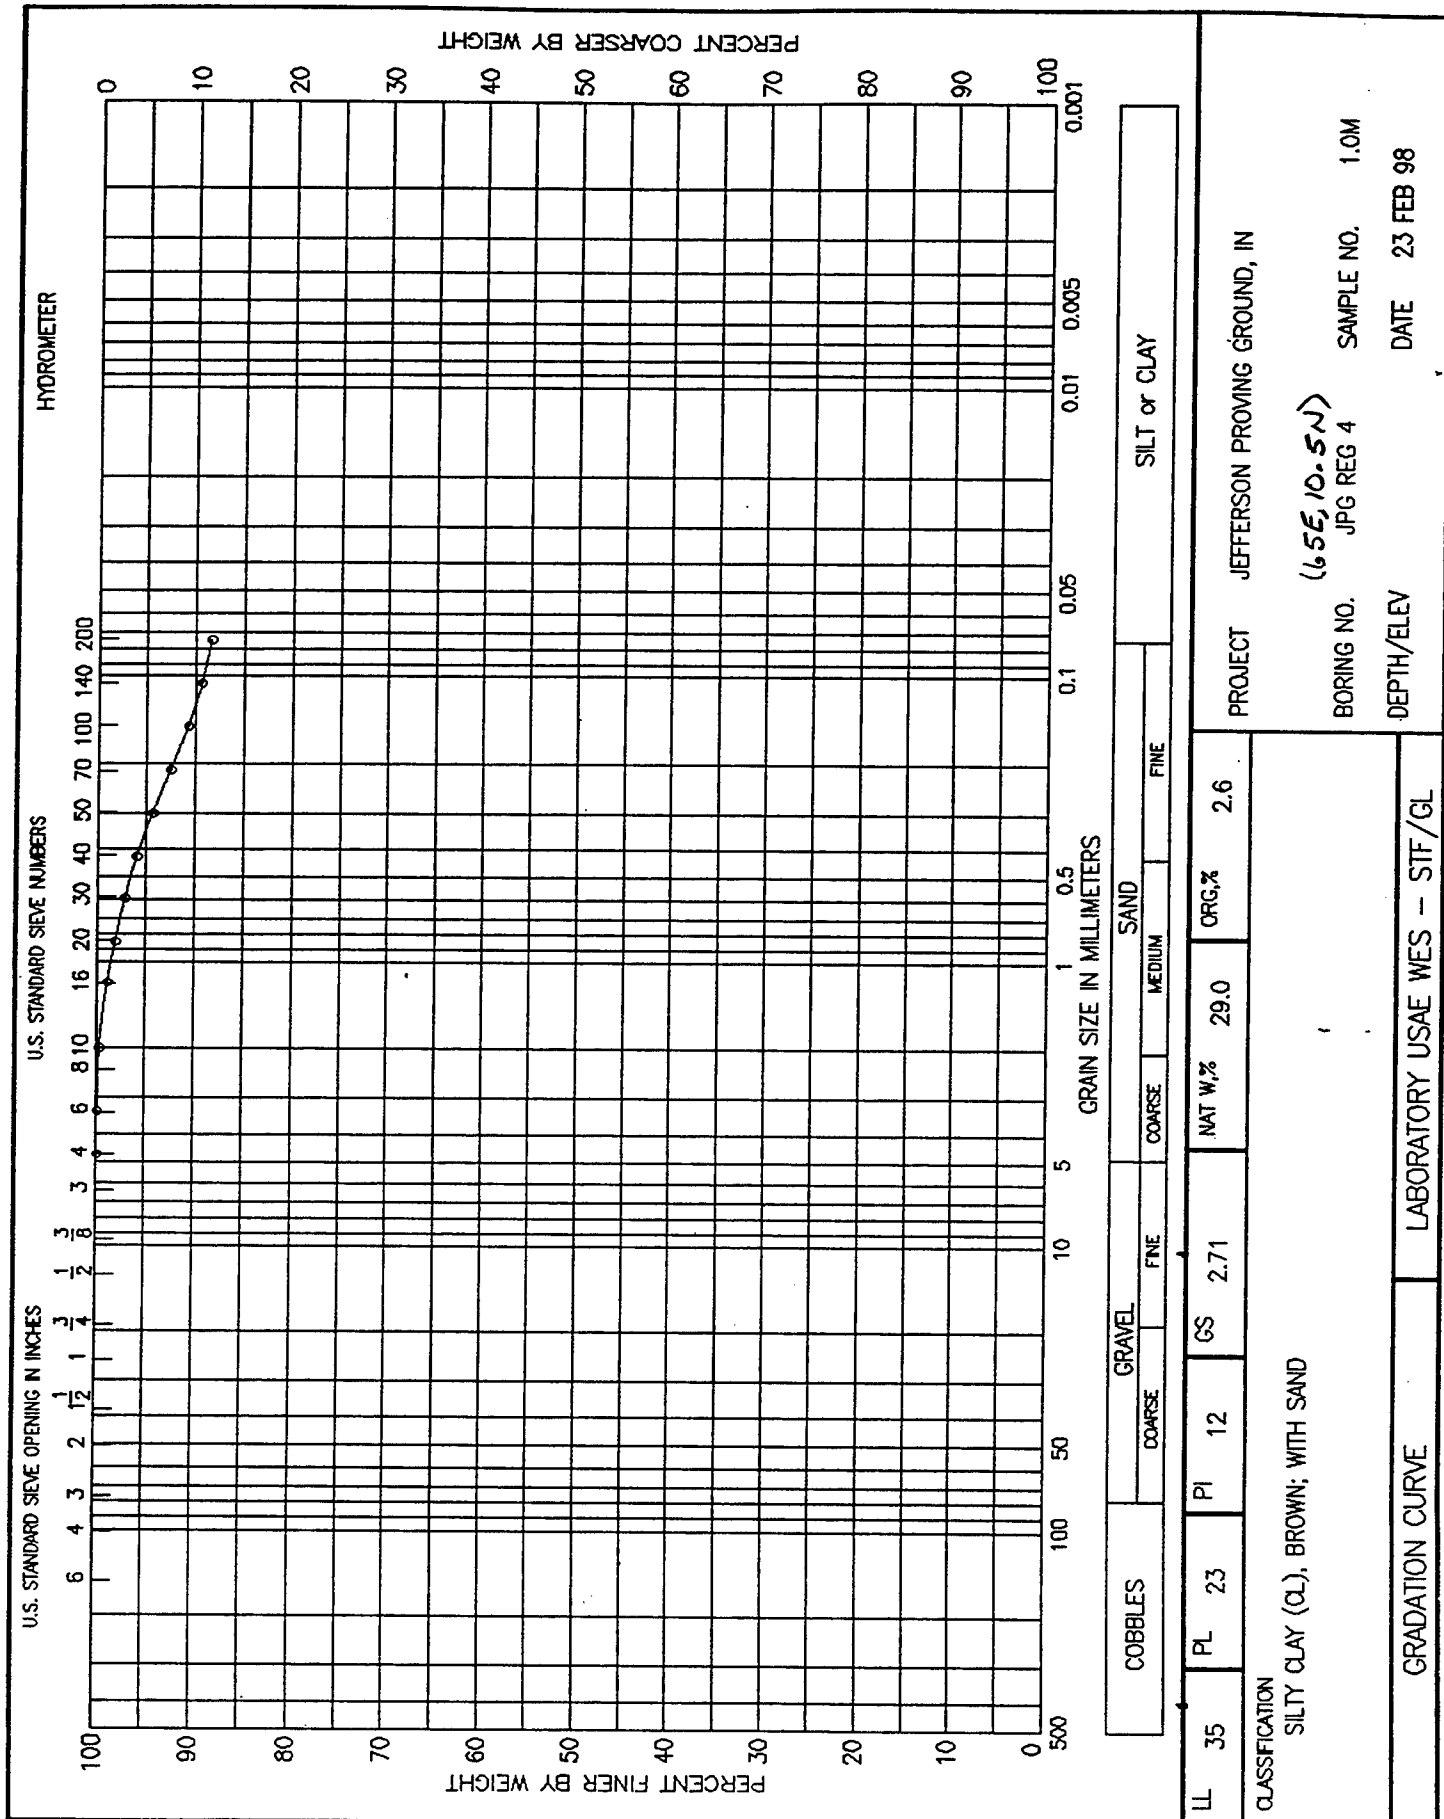 U.S. STANDARD SIEVE OPENING IN INCHES U.S. STANDARD SIEVE NUMBERS HYDROMETER
6 4 3 2 1½ 1 ¾ ½ ⅜ 3 4 6 8 10 16 20 30 40 50 70 100 140 200
PERCENT FINER BY WEIGHT
100
90
80
70
60
50
40
30
20
10
0
PERCENT COARSER BY WEIGHT
0
10
20
30
40
50
60
70
80
90
100
500 100 50 10 5 1 0.5 0.1 0.05 0.01 0.005 0.001
GRAIN SIZE IN MILLIMETERS
COBBLES GRAVEL SAND SILT or CLAY
COARSE FINE COARSE MEDIUM FINE
LL 35 PL 23 PI 12 GS 2.71 NAT W,% 29.0 ORG,% 2.6
CLASSIFICATION
SILTY CLAY (CL), BROWN; WITH SAND
PROJECT JEFFERSON PROVING GROUND, IN
(65E, 10.5N)
BORING NO. JPG REG 4 SAMPLE NO. 1.0M
DEPTH/ELEV DATE 23 FEB 98
GRADATION CURVE LABORATORY USAE WES – STF/GL